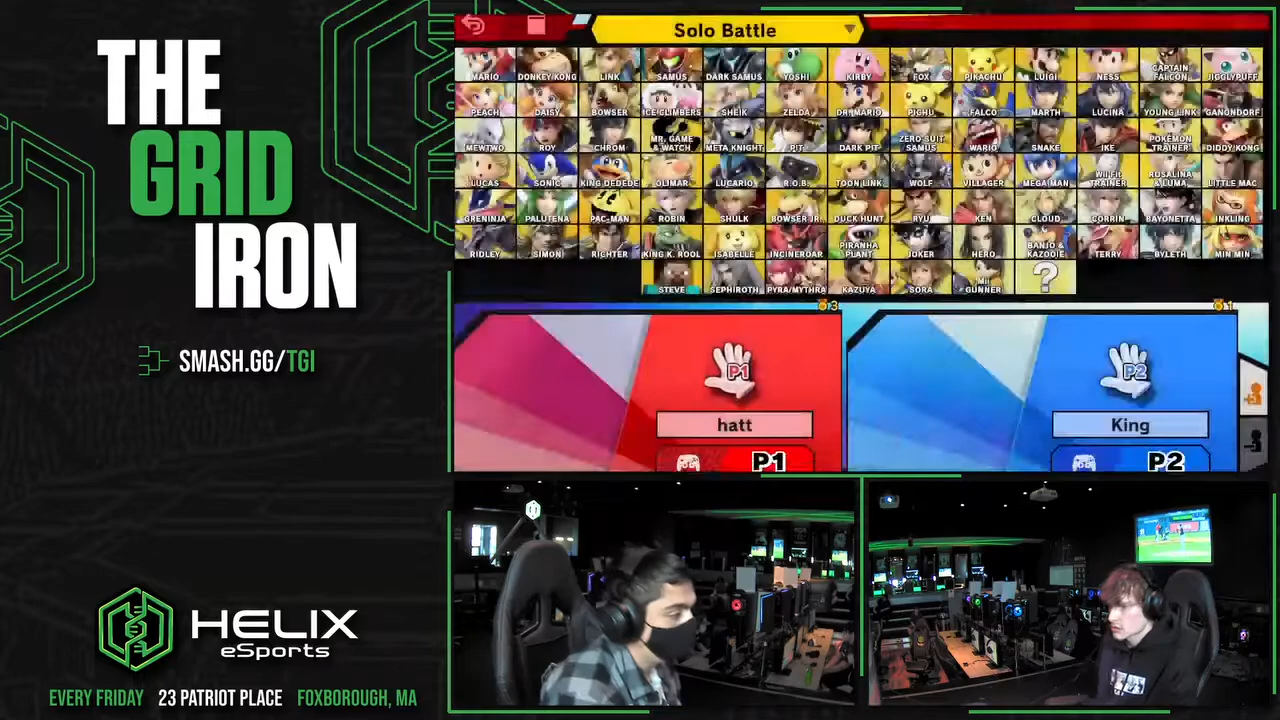 THE
GRID
IRON
SMASH.GG/TGI
HELIX
eSports
EVERY FRIDAY 23 PATRIOT PLACE FOXBOROUGH, MA
Solo Battle
MARIO DONKEY KONG LINK SAMUS DARK SAMUS YOSHI KIRBY FOX PIKACHU LUIGI NESS CAPTAIN FALCON JIGGLYPUFF
PEACH DAISY BOWSER ICE CLIMBERS SHEIK ZELDA DR. MARIO PICHU FALCO MARTH LUCINA YOUNG LINK GANONDORF
MEWTWO ROY CHROM MR. GAME & WATCH META KNIGHT PIT DARK PIT ZERO SUIT SAMUS WARIO SNAKE IKE POKÉMON TRAINER DIDDY KONG
LUCAS SONIC KING DEDEDE OLIMAR LUCARIO R.O.B. TOON LINK WOLF VILLAGER MEGA MAN Wii Fit TRAINER ROSALINA & LUMA LITTLE MAC
GRENINJA PALUTENA PAC-MAN ROBIN SHULK BOWSER JR. DUCK HUNT RYU KEN CLOUD CORRIN BAYONETTA INKLING
RIDLEY SIMON RICHTER KING K. ROOL ISABELLE INCINEROAR PIRANHA PLANT JOKER HERO BANJO & KAZOOIE TERRY BYLETH MIN MIN
STEVE SEPHIROTH PYRA/MYTHRA KAZUYA SORA Mii GUNNER ?
3
1
P1
P2
hatt
King
P1
P2